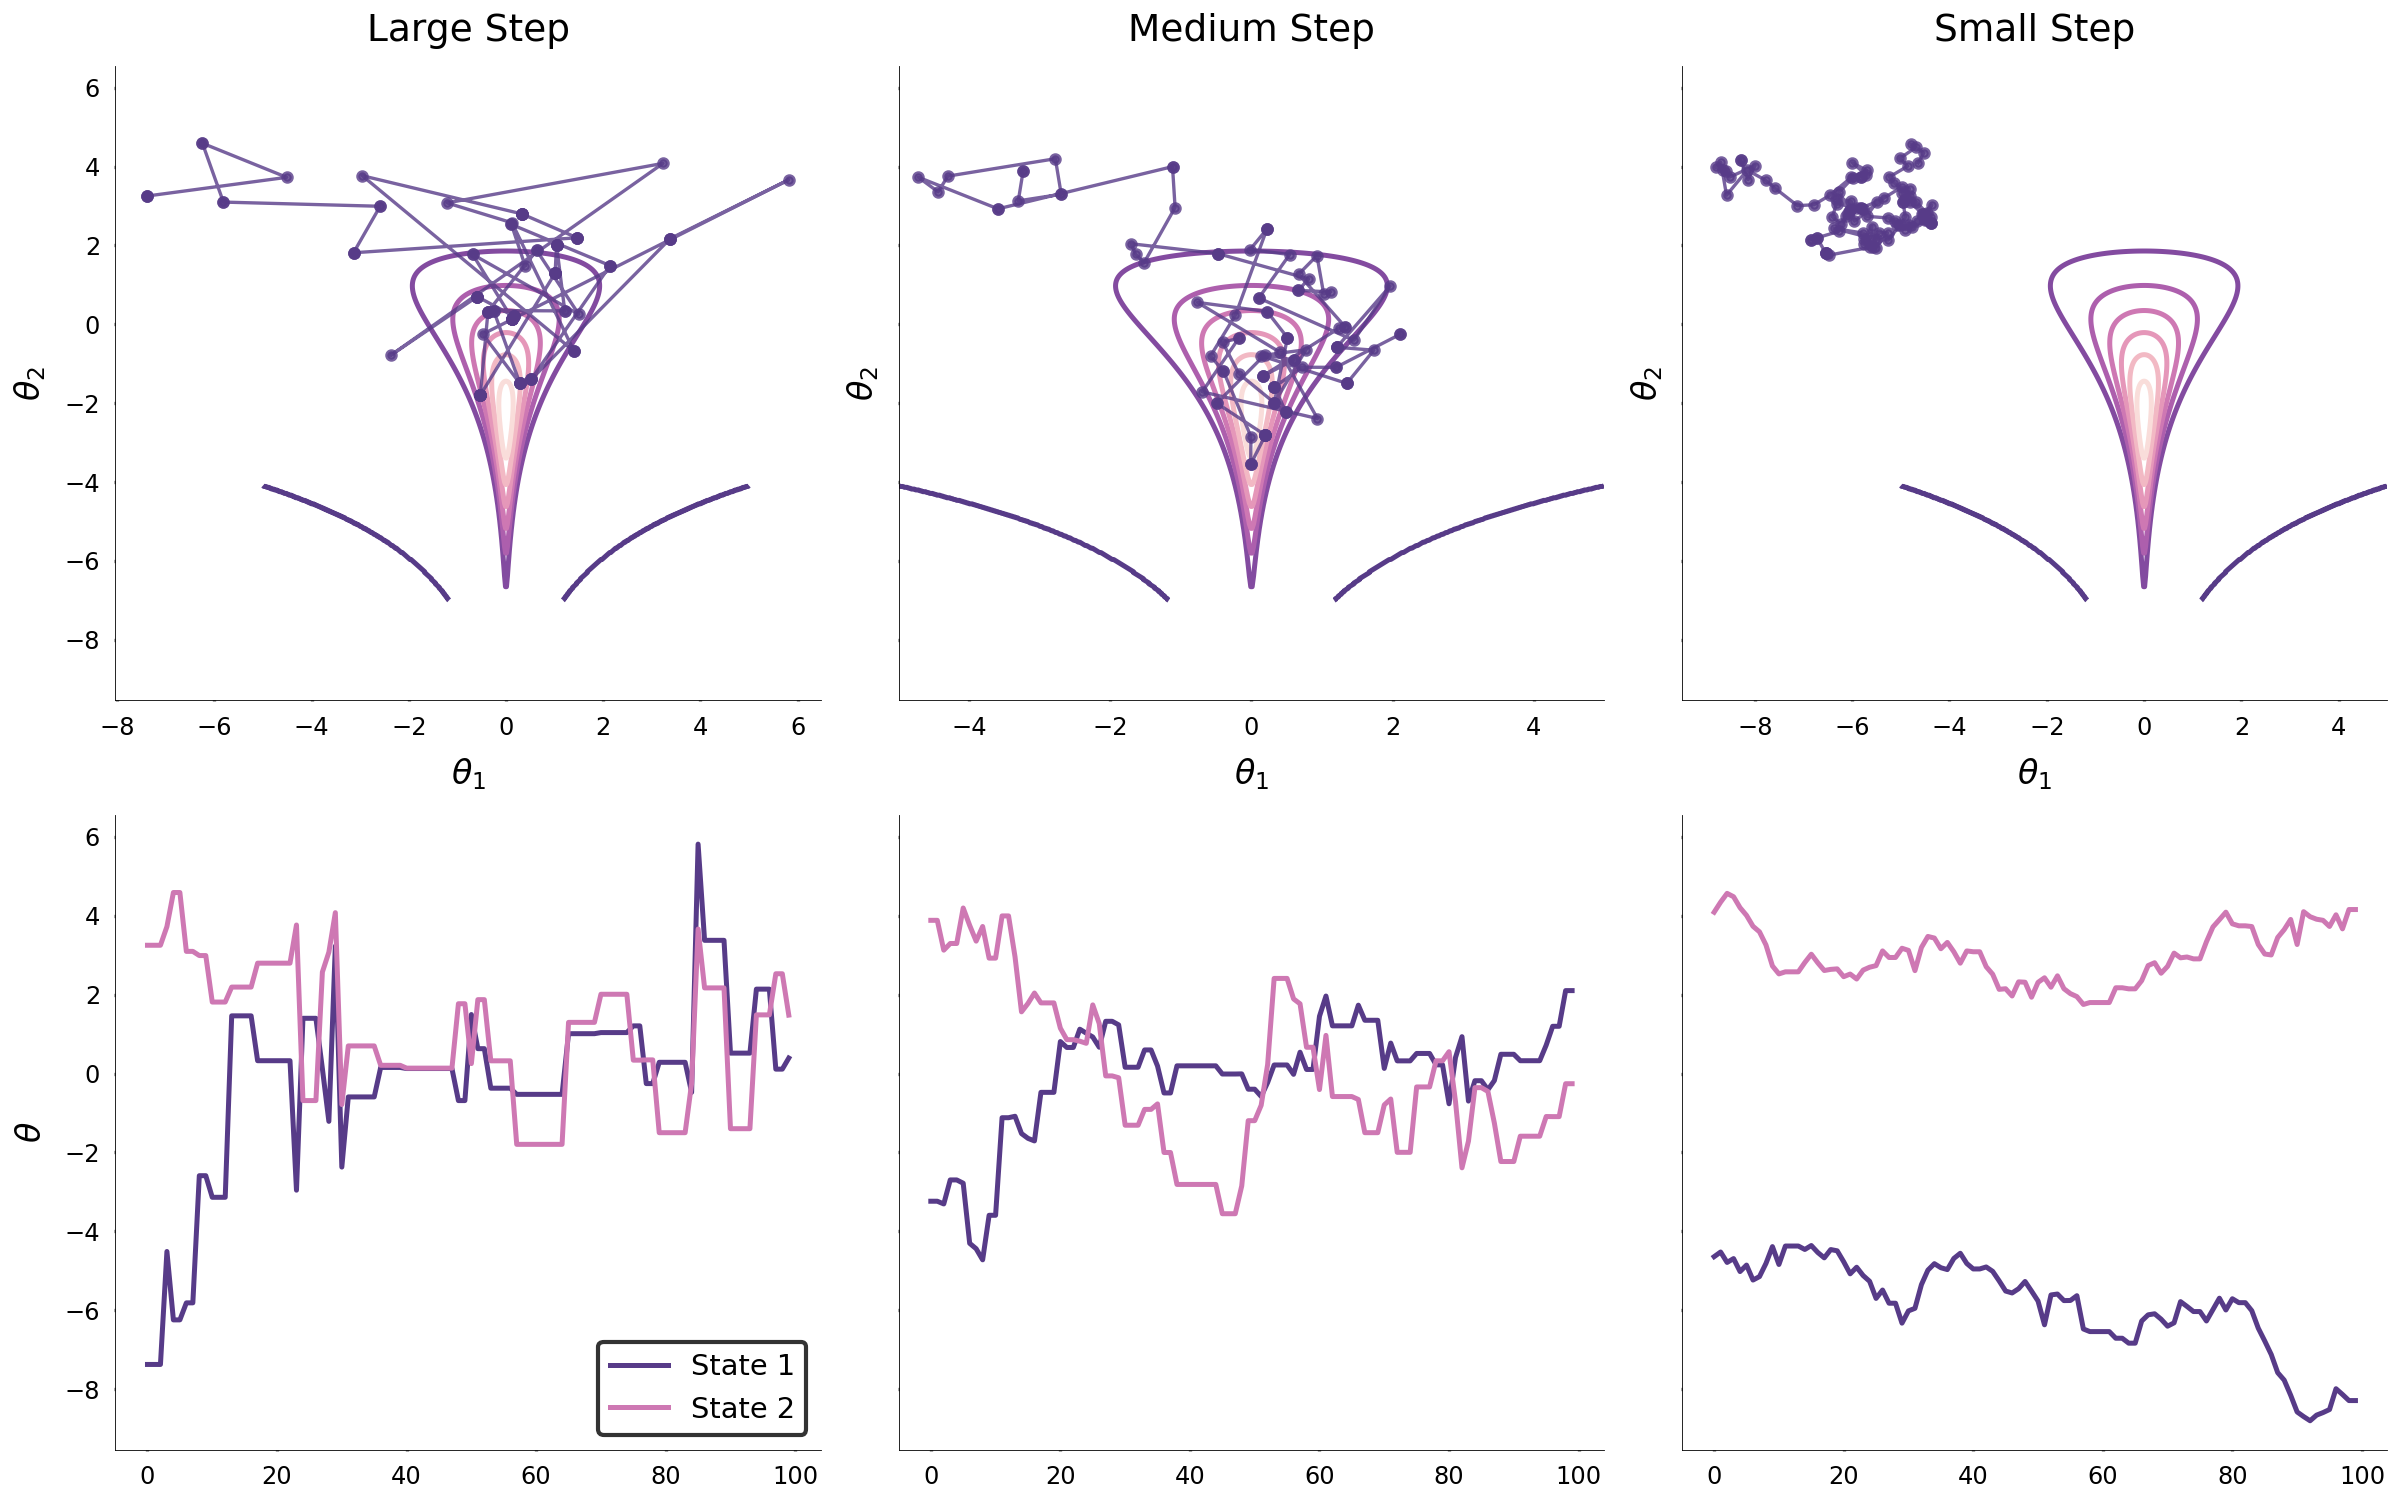 Large Step Medium Step Small Step
6
4
2
0
−2
−4
−6
−8
θ2 θ2 θ2
−8 −6 −4 −2 0 2 4 6 −4 −2 0 2 4 −8 −6 −4 −2 0 2 4
θ1 θ1 θ1
6
4
2
0
−2
−4
−6
−8
θ
State 1
State 2
0 20 40 60 80 100 0 20 40 60 80 100 0 20 40 60 80 100